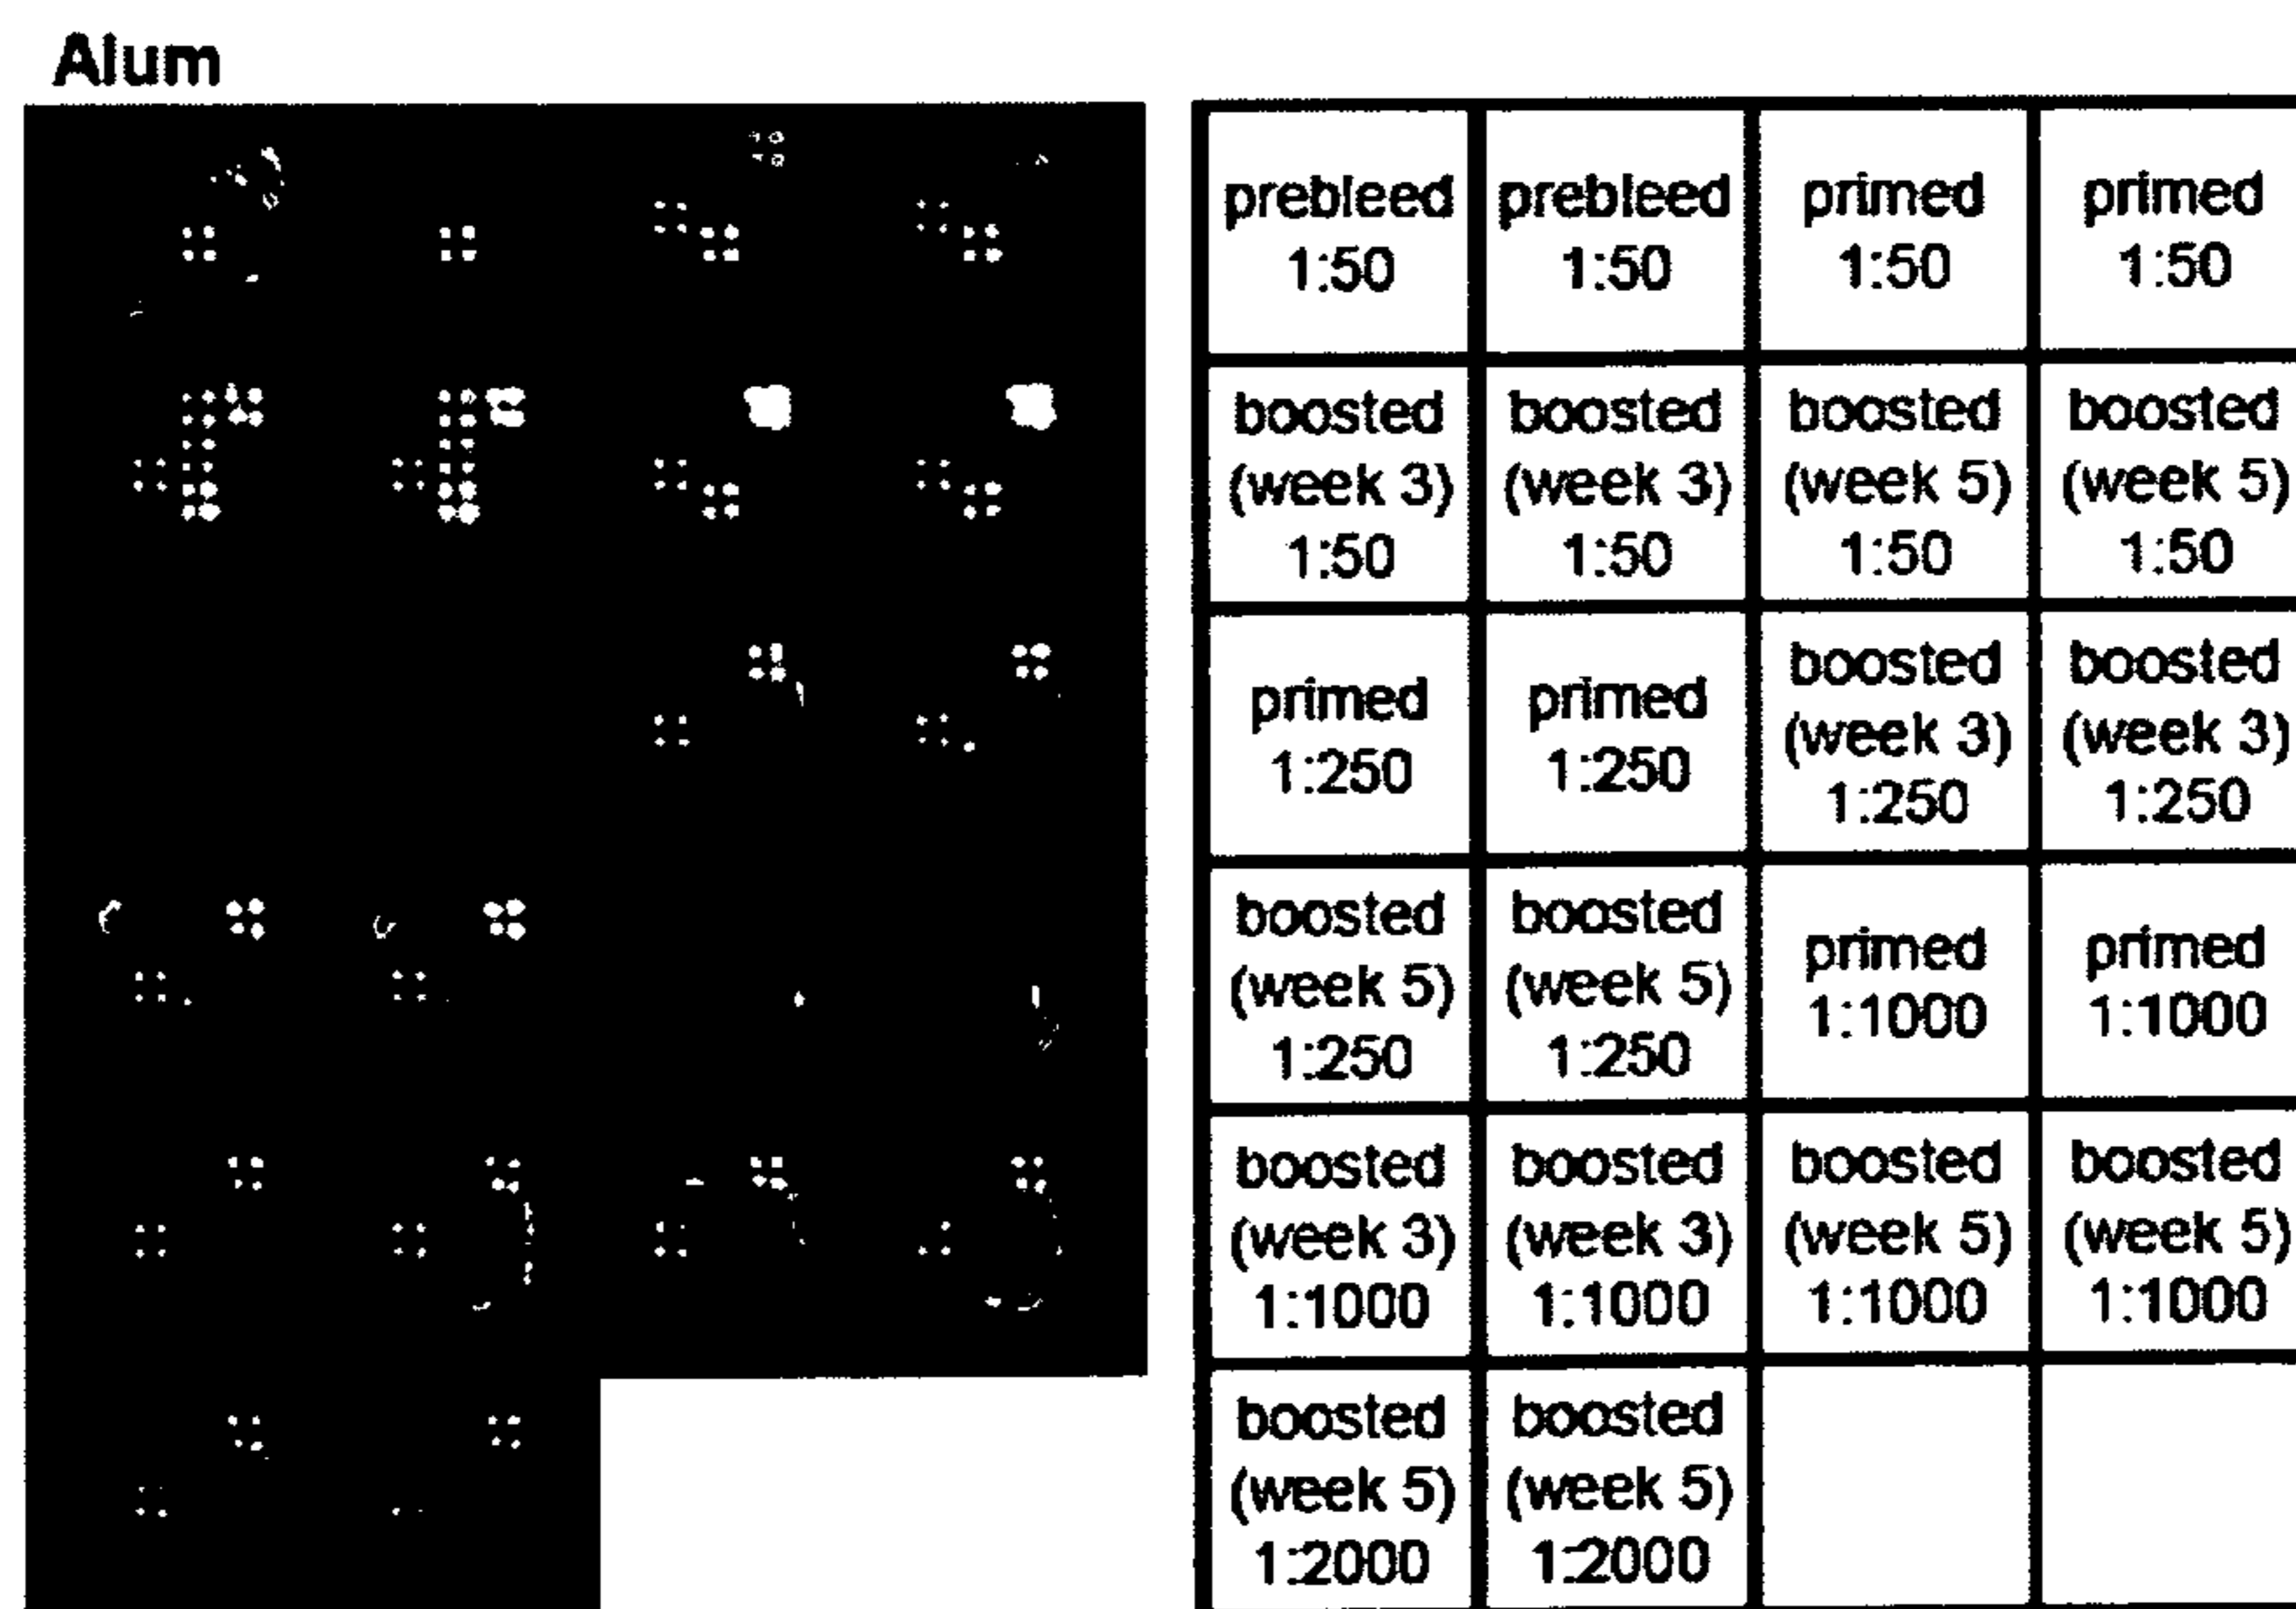 Alum
prebleed prebleed primed primed
1:50 1:50 1:50 1:50
boosted boosted boosted boosted
(week 3) (week 3) (week 5) (week 5)
1:50 1:50 1:50 1:50
primed primed boosted boosted
1:250 1:250 (week 3) (week 3)
1:250 1:250
boosted boosted primed primed
(week 5) (week 5) 1:1000 1:1000
1:250 1:250
boosted boosted boosted boosted
(week 3) (week 3) (week 5) (week 5)
1:1000 1:1000 1:1000 1:1000
boosted boosted
(week 5) (week 5)
1:2000 1:2000